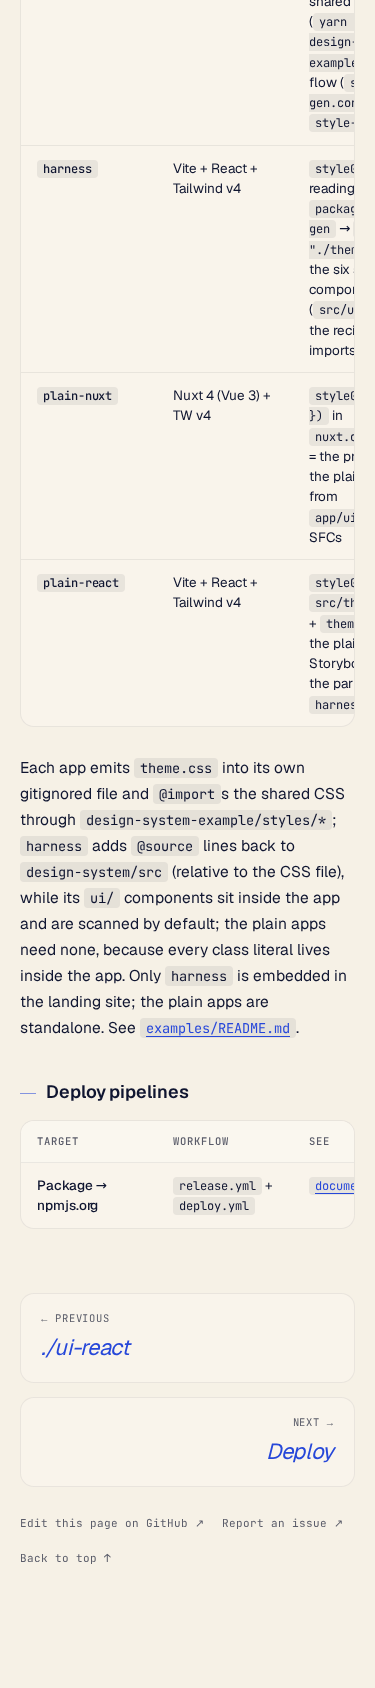 shared
( yarn
design-
example
flow (
gen.con
style-
harness
Vite + React +
Tailwind v4
reading
packag
gen →
"./them
the six
compor
( src/u
the reci
imports
plain-nuxt
Nuxt 4 (Vue 3) +
TW v4
}) in
nuxt.c
= the pr
the plai
from
app/ui
SFCs
plain-react
Vite + React +
Tailwind v4
src/th
+ them
the plai
Storybo
the par
harnes
Each app emits theme.css into its own
gitignored file and @import s the shared CSS
through design-system-example/styles/* ;
harness adds @source lines back to
design-system/src (relative to the CSS file),
while its ui/ components sit inside the app
and are scanned by default; the plain apps
need none, because every class literal lives
inside the app. Only harness is embedded in
the landing site; the plain apps are
standalone. See examples/README.md .
— Deploy pipelines
TARGET WORKFLOW SEE
Package →
npmjs.org
release.yml +
deploy.yml
docume
← PREVIOUS
./ui-react
NEXT →
Deploy
Edit this page on GitHub ↗ Report an issue ↗
Back to top ↑